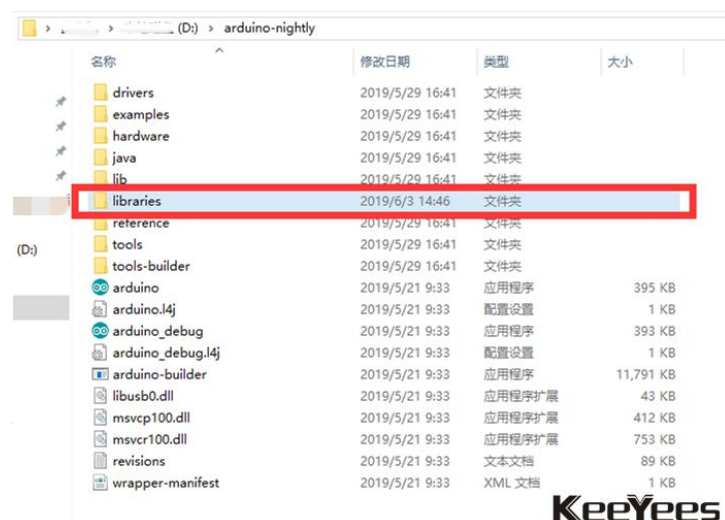 (D:) › arduino-nightly
名称 修改日期 类型 大小
drivers 2019/5/29 16:41 文件夹
examples 2019/5/29 16:41 文件夹
hardware 2019/5/29 16:41 文件夹
java 2019/5/29 16:41 文件夹
lib 2019/5/29 16:41 文件夹
libraries 2019/6/3 14:46 文件夹
reference 2019/5/29 16:41 文件夹
(D:) tools 2019/5/29 16:41 文件夹
tools-builder 2019/5/29 16:41 文件夹
arduino 2019/5/21 9:33 应用程序 395 KB
arduino.l4j 2019/5/21 9:33 配置设置 1 KB
arduino_debug 2019/5/21 9:33 应用程序 393 KB
arduino_debug.l4j 2019/5/21 9:33 配置设置 1 KB
arduino-builder 2019/5/21 9:33 应用程序 11,791 KB
libusb0.dll 2019/5/21 9:33 应用程序扩展 43 KB
msvcp100.dll 2019/5/21 9:33 应用程序扩展 412 KB
msvcr100.dll 2019/5/21 9:33 应用程序扩展 753 KB
revisions 2019/5/21 9:33 文本文档 89 KB
wrapper-manifest 2019/5/21 9:33 XML 文档 1 KB
KeeYees